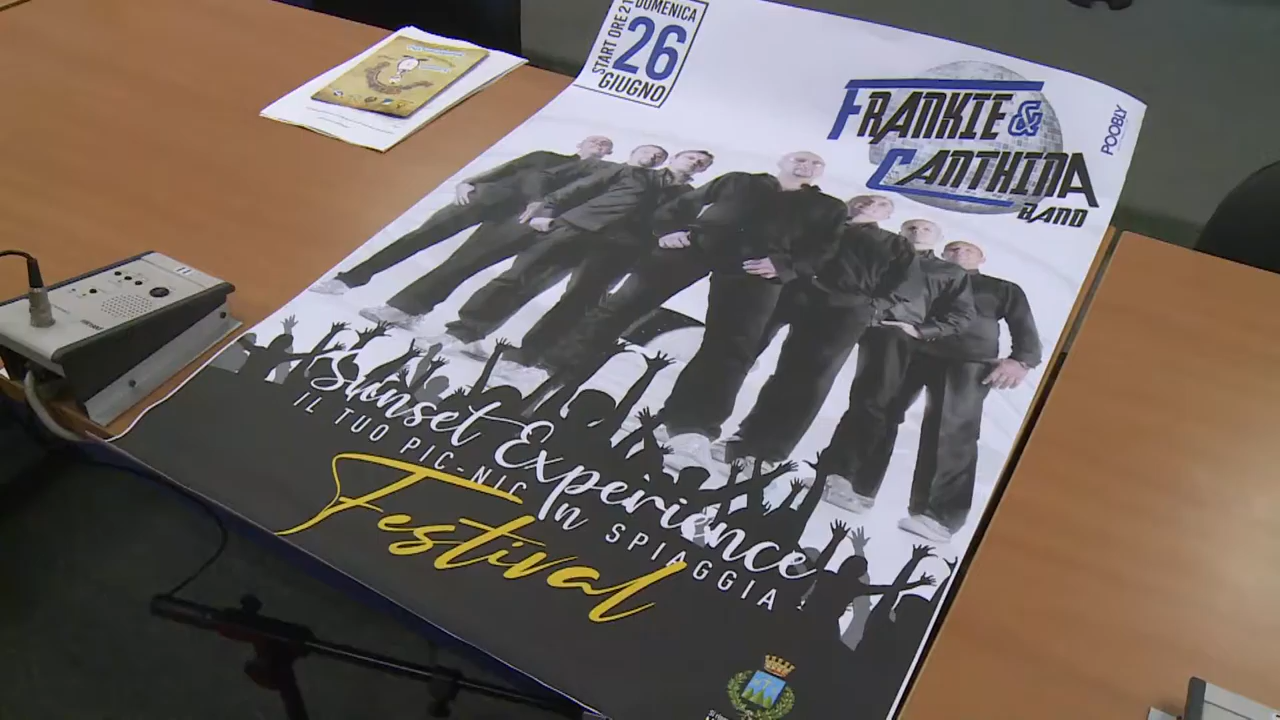 START ORE 21
DOMENICA
26
GIUGNO
FRANKIE &
CANTHINA
BAND
POOBLY
Sunset Experience
IL TUO PIC-NIC In SPIAGGIA !
Festival